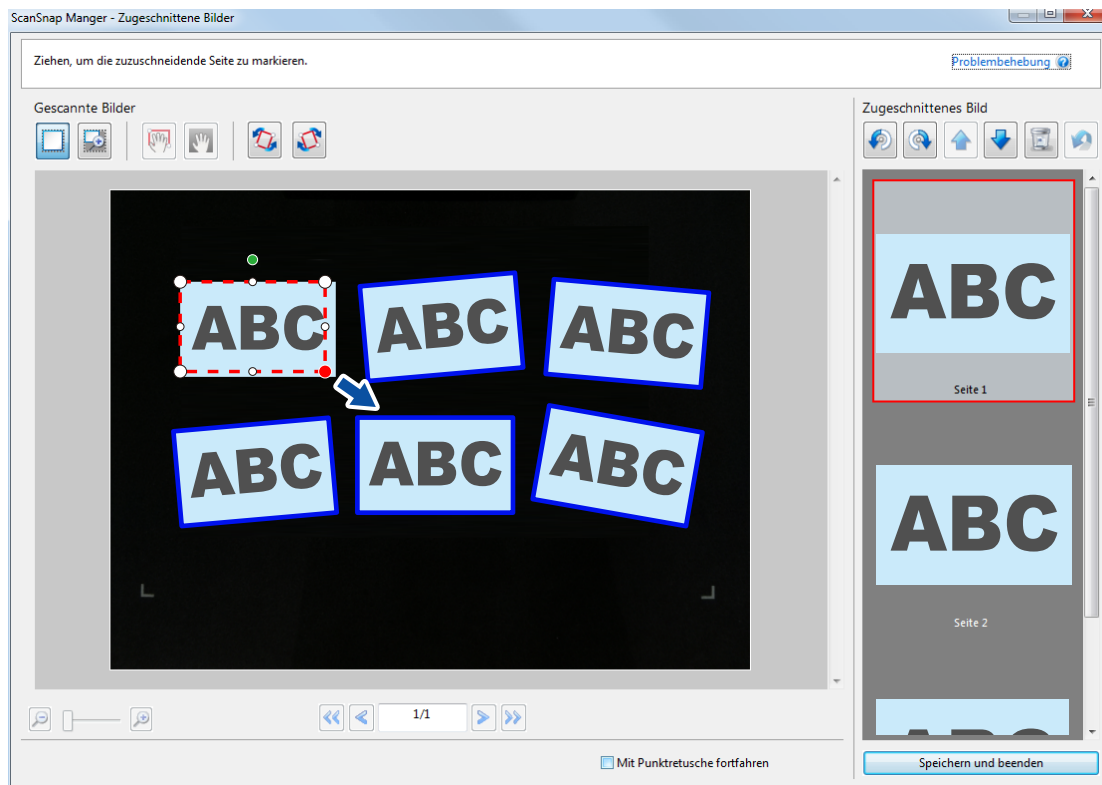 ScanSnap Manger - Zugeschnittene Bilder
Ziehen, um die zuzuschneidende Seite zu markieren.
Problembehebung
Gescannte Bilder
Zugeschnittenes Bild
ABC
ABC
ABC
ABC
ABC
ABC
ABC
Seite 1
ABC
Seite 2
ABC
1/1
Mit Punktretusche fortfahren
Speichern und beenden